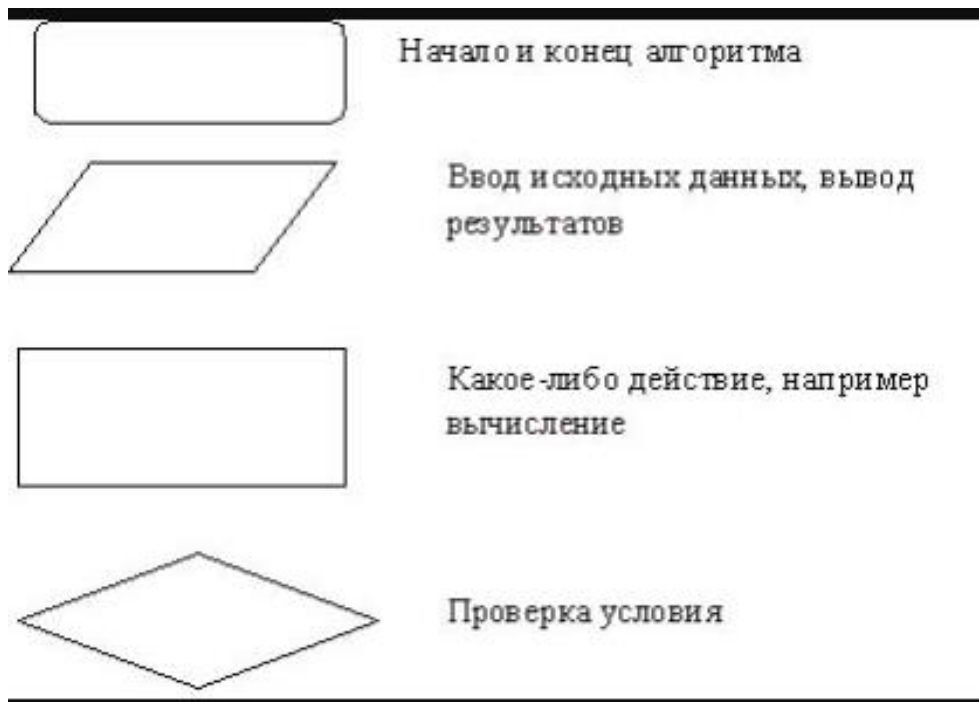 Начало и конец алгоритма
Ввод исходных данных, вывод
результатов
Какое-либо действие, например
вычисление
Проверка условия